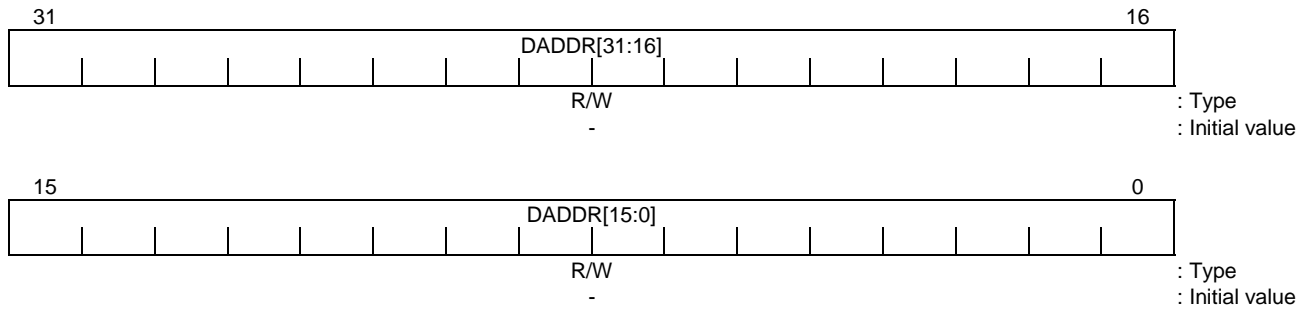 31 16
DADDR[31:16]
R/W : Type
- : Initial value
15 0
DADDR[15:0]
R/W : Type
- : Initial value